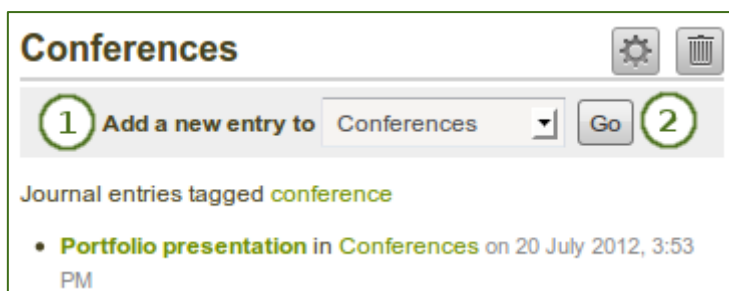 Conferences
1 Add a new entry to Conferences Go 2
Journal entries tagged conference
• Portfolio presentation in Conferences on 20 July 2012, 3:53
PM